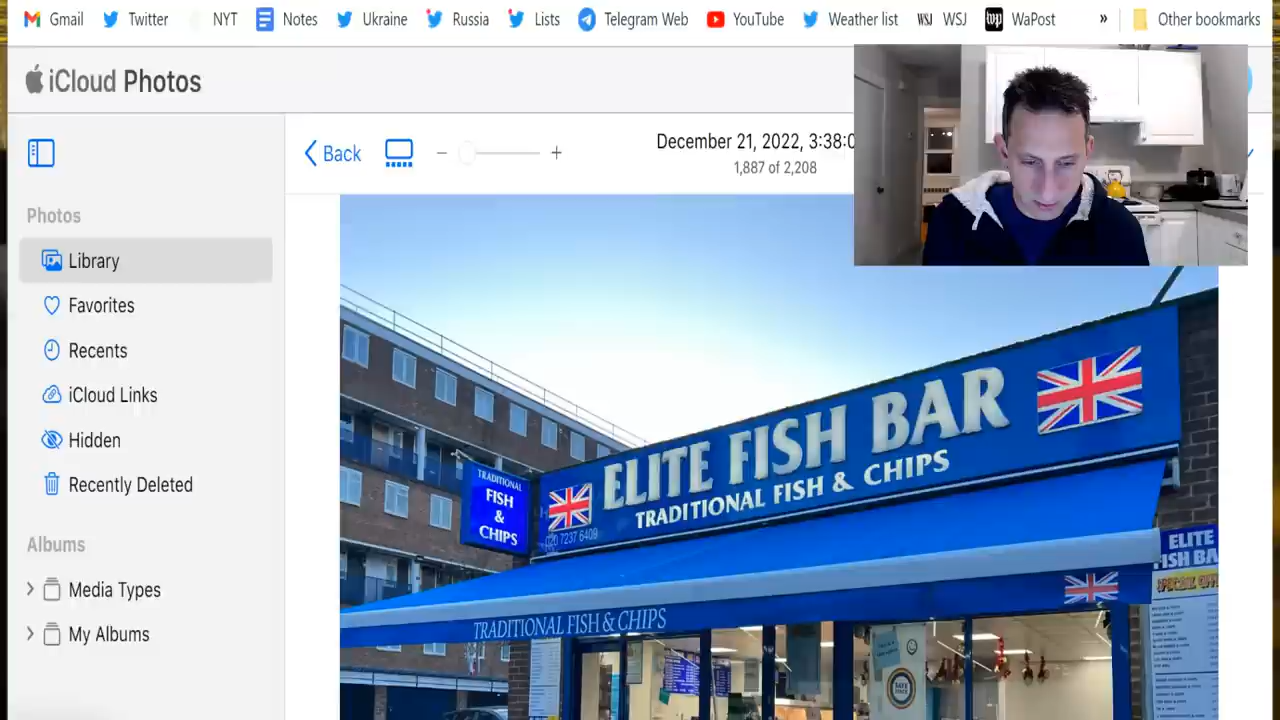 Gmail Twitter NYT Notes Ukraine Russia Lists Telegram Web YouTube Weather list WSJ WSJ wp WaPost » Other bookmarks
iCloud Photos
Back − + December 21, 2022, 3:38:0
1,887 of 2,208
Photos
Library
Favorites
Recents
iCloud Links
Hidden
Recently Deleted
Albums
Media Types
My Albums
ELITE FISH BAR
TRADITIONAL FISH & CHIPS
020 7237 6409
TRADITIONAL
FISH
&
CHIPS
TRADITIONAL FISH & CHIPS
ELITE
FISH BA